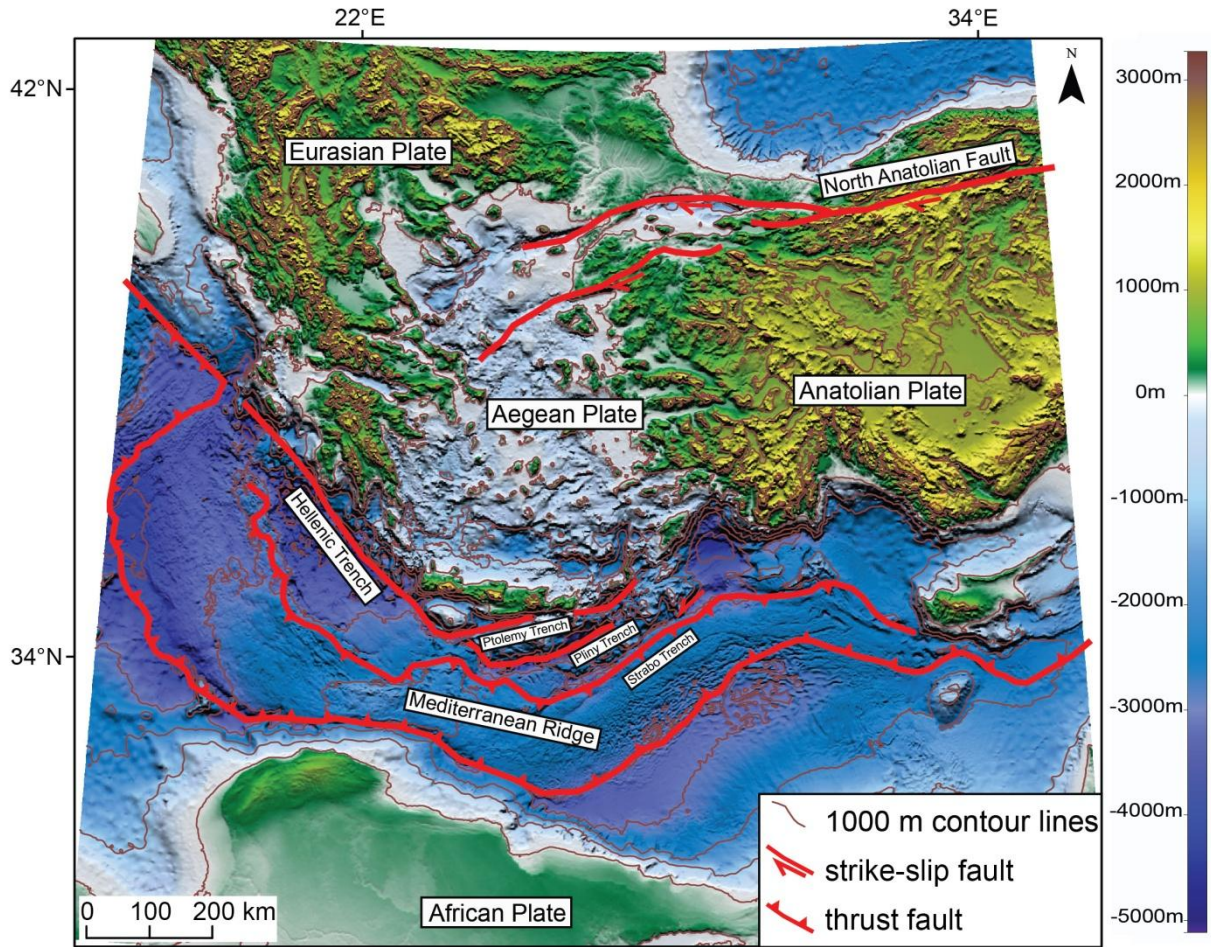 22°E
34°E
42°N
N
3000m
Eurasian Plate
North Anatolian Fault
2000m
1000m
Anatolian Plate
0m
Aegean Plate
-1000m
Hellenic Trench
-2000m
Ptolemy Trench
Pliny Trench
Strabo Trench
34°N
Mediterranean Ridge
-3000m
-4000m
1000 m contour lines
strike-slip fault
thrust fault
0 100 200 km
African Plate
-5000m